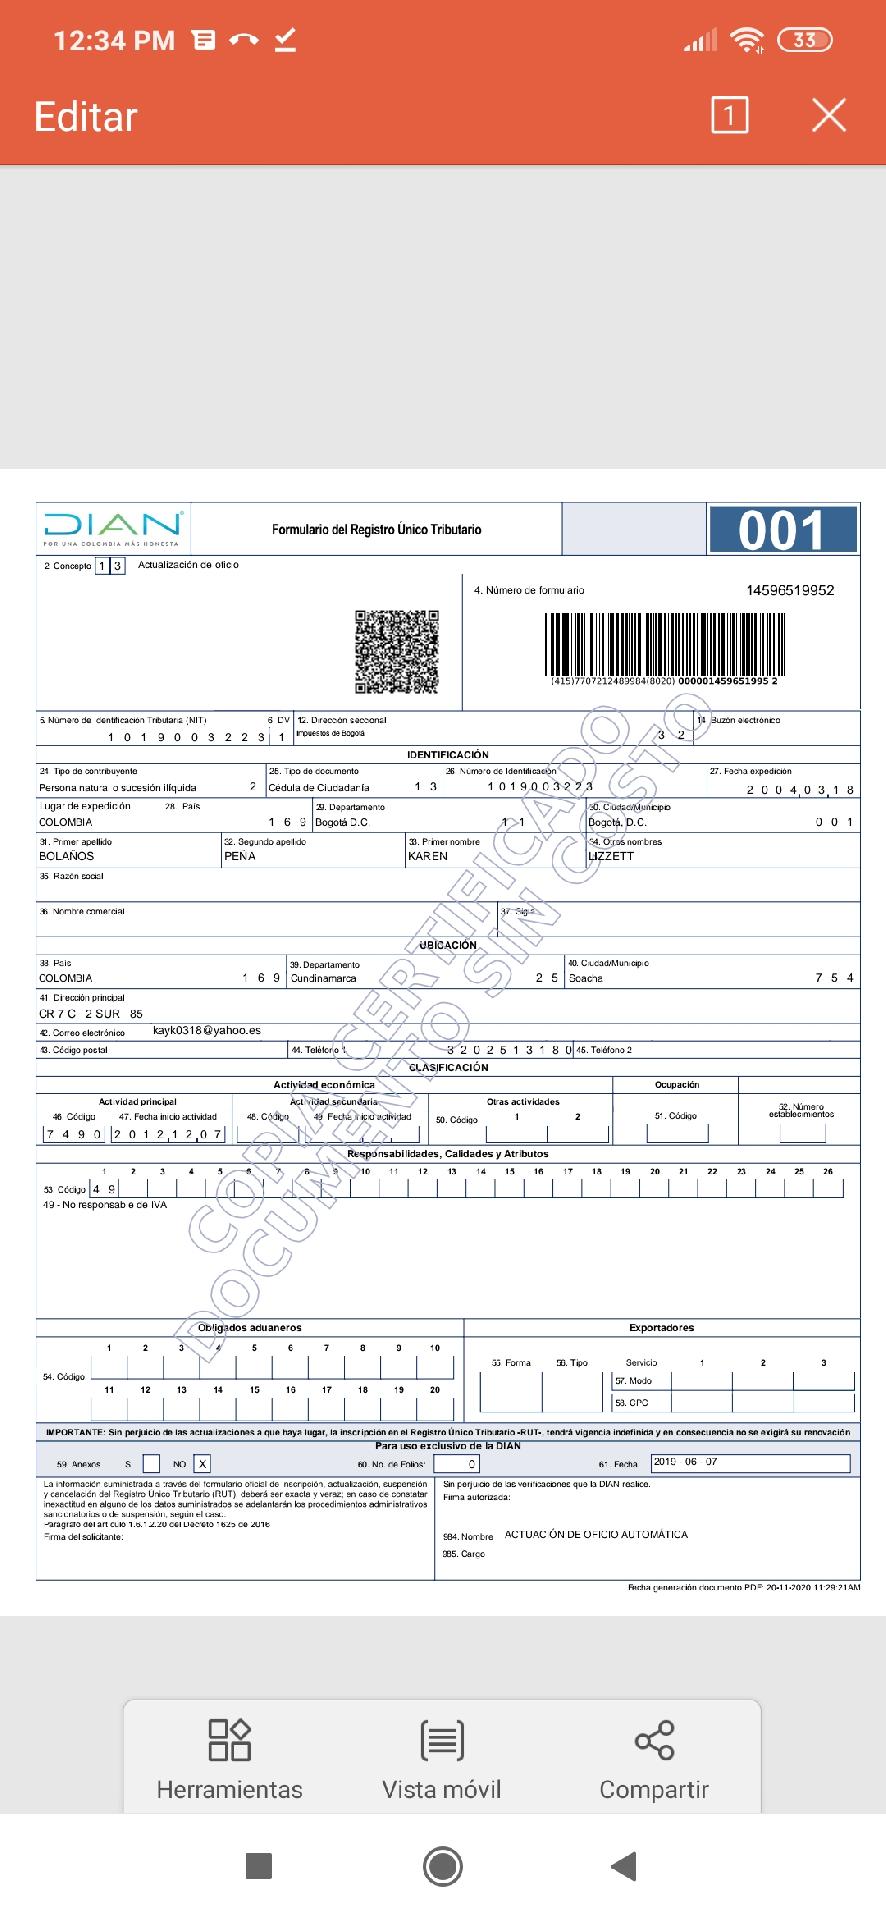 12:34 PM
33
Editar
1
DIAN
POR UNA COLOMBIA MÁS HONESTA
Formulario del Registro Único Tributario
001
2. Concepto 1 3 Actualización de oficio
4. Número de formulario 14596519952
(415)7707212489984(8020) 000001459651995 2
5. Número de Identificación Tributaria (NIT) 6. DV 12. Dirección seccional 14. Buzón electrónico
1 0 1 9 0 0 3 2 2 3 1 Impuestos de Bogotá 3 2
IDENTIFICACIÓN
24. Tipo de contribuyente 25. Tipo de documento 26. Número de Identificación 27. Fecha expedición
Persona natural o sucesión ilíquida 2 Cédula de Ciudadanía 1 3 1 0 1 9 0 0 3 2 2 3 2 0 0 4 0 3 1 8
Lugar de expedición 28. País 29. Departamento 30. Ciudad/Municipio
COLOMBIA 1 6 9 Bogotá D.C. 1 1 Bogotá, D.C. 0 0 1
31. Primer apellido 32. Segundo apellido 33. Primer nombre 34. Otros nombres
BOLAÑOS PEÑA KAREN LIZZETT
35. Razón social
36. Nombre comercial 37. Sigla
UBICACIÓN
38. País 39. Departamento 40. Ciudad/Municipio
COLOMBIA 1 6 9 Cundinamarca 2 5 Soacha 7 5 4
41. Dirección principal
CR 7 C 2 SUR 85
42. Correo electrónico kayk0318@yahoo.es
43. Código postal 44. Teléfono 1 3 2 0 2 5 1 3 1 8 0 45. Teléfono 2
CLASIFICACIÓN
Actividad económica Ocupación
Actividad principal Actividad secundaria Otras actividades 52. Número establecimientos
46. Código 47. Fecha inicio actividad 48. Código 49. Fecha inicio actividad 50. Código 1 2 51. Código
7 4 9 0 2 0 1 2 1 2 0 7
Responsabilidades, Calidades y Atributos
1 2 3 4 5 6 7 8 9 10 11 12 13 14 15 16 17 18 19 20 21 22 23 24 25 26
53. Código 4 9
49 - No responsable de IVA
COPIA CERTIFICADO
DOCUMENTO SIN COSTO
Obligados aduaneros Exportadores
1 2 3 4 5 6 7 8 9 10
55. Forma 56. Tipo Servicio 1 2 3
54. Código 57. Modo
11 12 13 14 15 16 17 18 19 20
58. CPC
IMPORTANTE: Sin perjuicio de las actualizaciones a que haya lugar, la inscripción en el Registro Único Tributario -RUT-, tendrá vigencia indefinida y en consecuencia no se exigirá su renovación
Para uso exclusivo de la DIAN
59. Anexos S NO X 60. No. de Folios: 0 61. Fecha 2019 - 06 - 07
La información suministrada a través del formulario oficial de inscripción, actualización, suspensión
y cancelación del Registro Único Tributario (RUT), deberá ser exacta y veraz; en caso de constatar
inexactitud en alguno de los datos suministrados se adelantarán los procedimientos administrativos
sancionatorios o de suspensión, según el caso.
Parágrafo del artículo 1.6.1.2.20 del Decreto 1625 de 2016
Firma del solicitante:
Sin perjuicio de las verificaciones que la DIAN realice.
Firma autorizada:
984. Nombre ACTUACIÓN DE OFICIO AUTOMÁTICA
985. Cargo
Fecha generación documento PDF: 20-11-2020 11:29:21AM
Herramientas
Vista móvil
Compartir